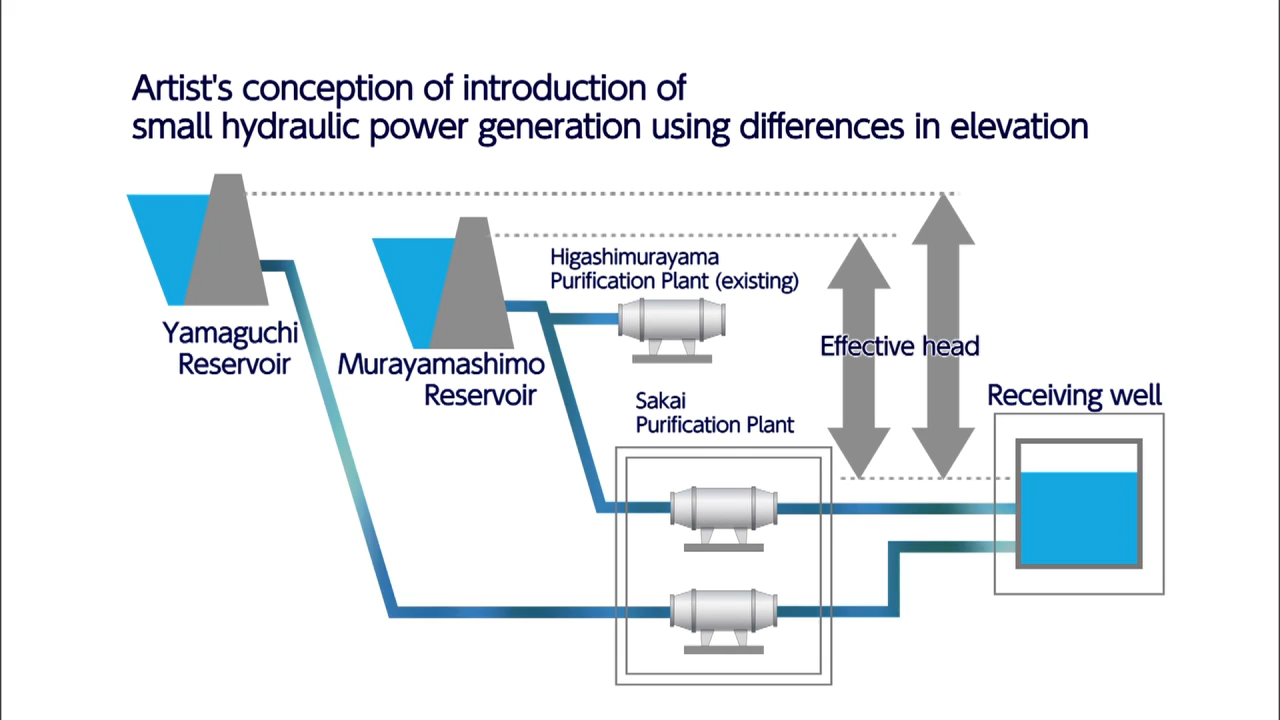 Artist's conception of introduction of
small hydraulic power generation using differences in elevation
Higashimurayama
Purification Plant (existing)
Yamaguchi
Reservoir
Murayamashimo
Reservoir
Effective head
Sakai
Purification Plant
Receiving well